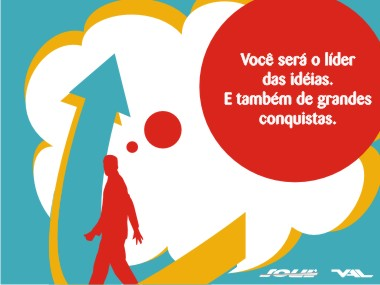 Você será o líder
das idéias.
E também de grandes
conquistas.